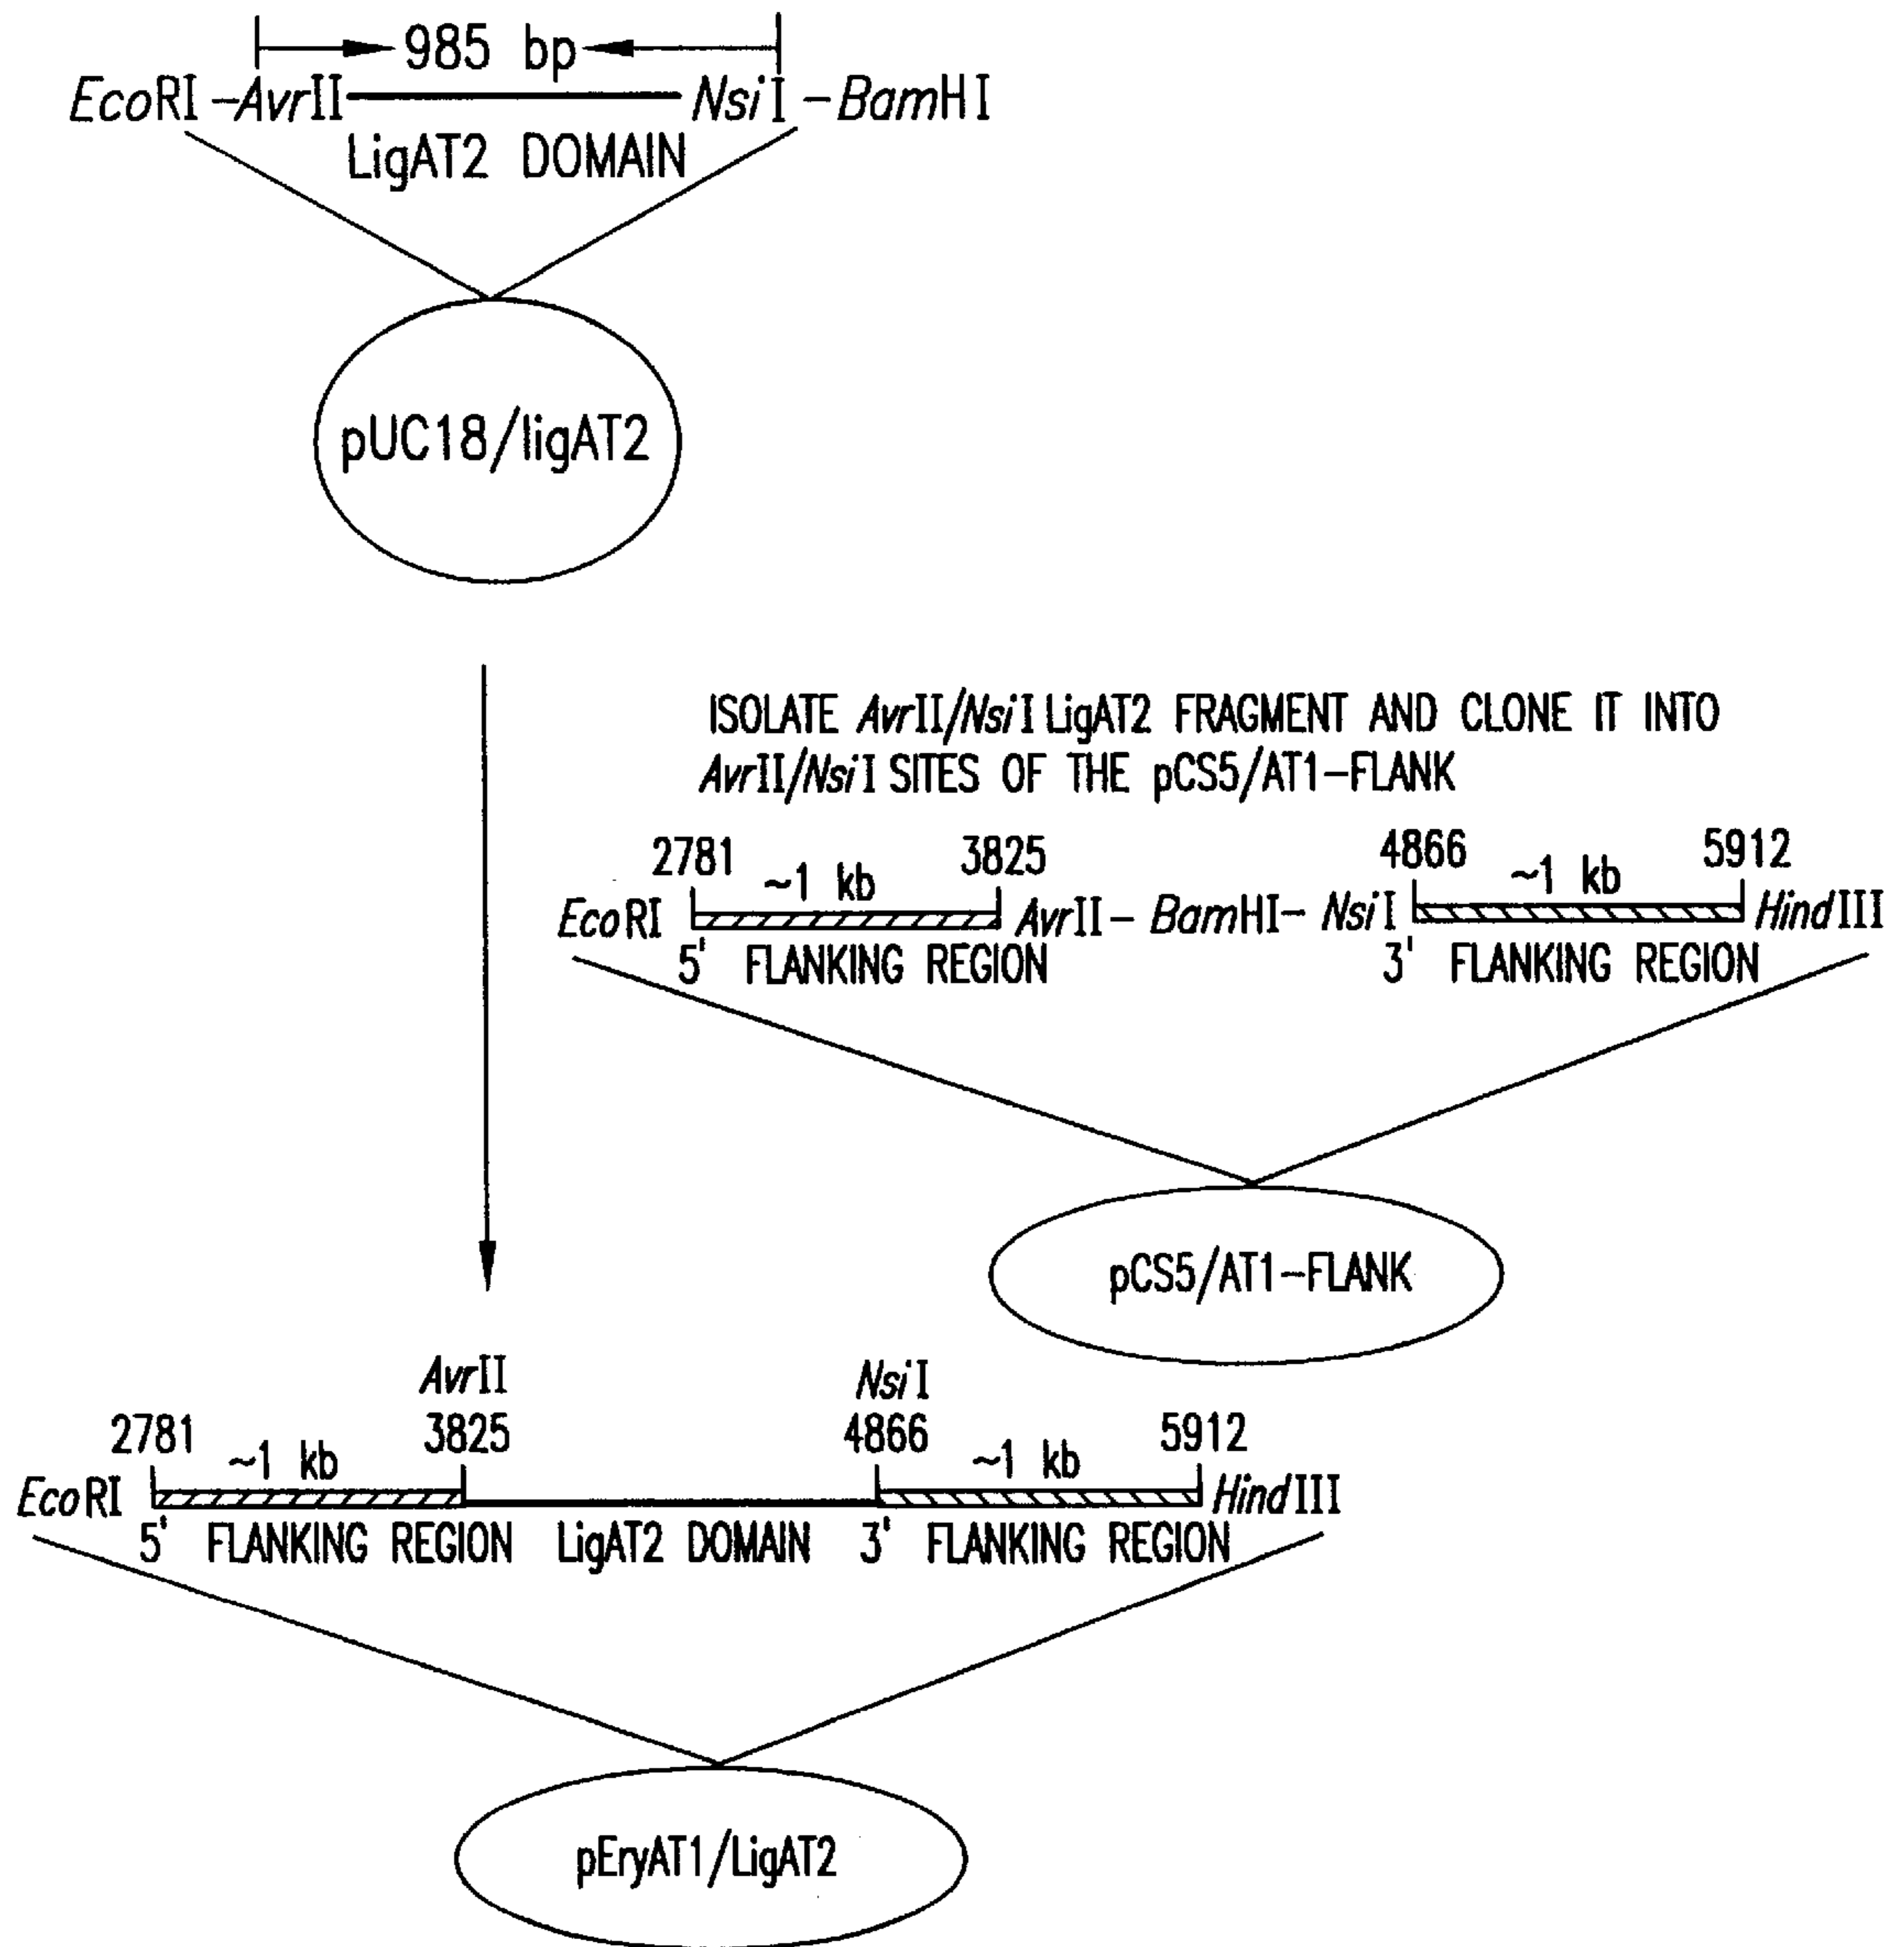 985 bp
EcoRI-AvrII NsiI-BamHI
LigAT2 DOMAIN
pUC18/ligAT2
ISOLATE AvrII/NsiI LigAT2 FRAGMENT AND CLONE IT INTO
AvrII/NsiI SITES OF THE pCS5/AT1-FLANK
2781 ~1 kb 3825 4866 ~1 kb 5912
EcoRI AvrII- BamHI- NsiI HindIII
5' FLANKING REGION 3' FLANKING REGION
pCS5/AT1-FLANK
AvrII NsiI
2781 ~1 kb 3825 4866 ~1 kb 5912
EcoRI HindIII
5' FLANKING REGION LigAT2 DOMAIN 3' FLANKING REGION
pEryAT1/LigAT2